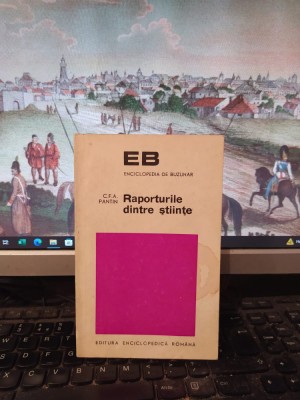 EB
ENCICLOPEDIA DE BUZUNAR
C.F.A. Raporturile
PANTIN dintre științe
EDITURA ENCICLOPEDICĂ ROMÂNĂ